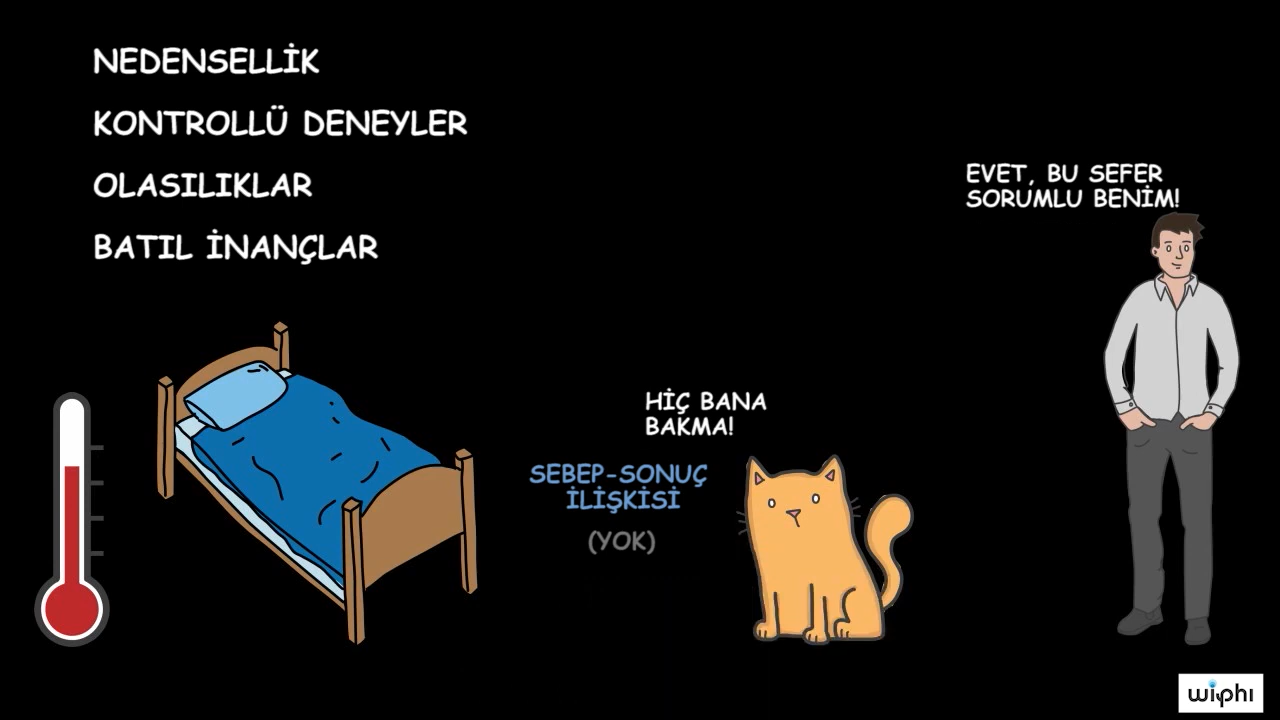 NEDENSELLİK
KONTROLLÜ DENEYLER
OLASILIKLAR
BATIL İNANÇLAR
EVET, BU SEFER
SORUMLU BENİM!
HİÇ BANA
BAKMA!
SEBEP-SONUÇ
İLİŞKİSİ
(YOK)
wiphi